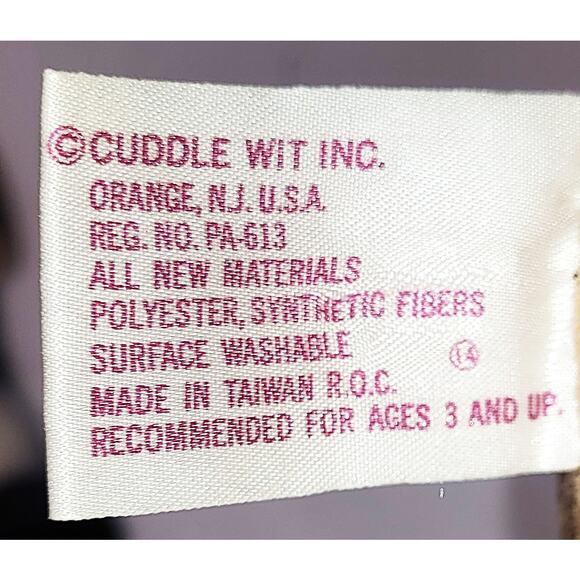 ©CUDDLE WIT INC.
ORANGE, N.J. U.S.A.
REG. NO. PA-613
ALL NEW MATERIALS
POLYESTER, SYNTHETIC FIBERS
SURFACE WASHABLE 14
MADE IN TAIWAN R.O.C.
RECOMMENDED FOR AGES 3 AND UP.